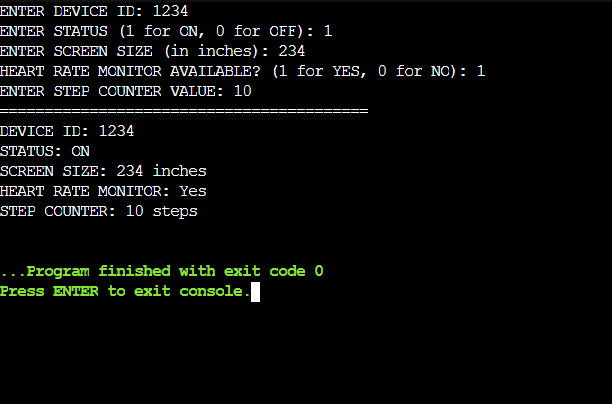 ENTER DEVICE ID: 1234
ENTER STATUS (1 for ON, 0 for OFF): 1
ENTER SCREEN SIZE (in inches): 234
HEART RATE MONITOR AVAILABLE? (1 for YES, 0 for NO): 1
ENTER STEP COUNTER VALUE: 10
=========================================
DEVICE ID: 1234
STATUS: ON
SCREEN SIZE: 234 inches
HEART RATE MONITOR: Yes
STEP COUNTER: 10 steps
...Program finished with exit code 0
Press ENTER to exit console.